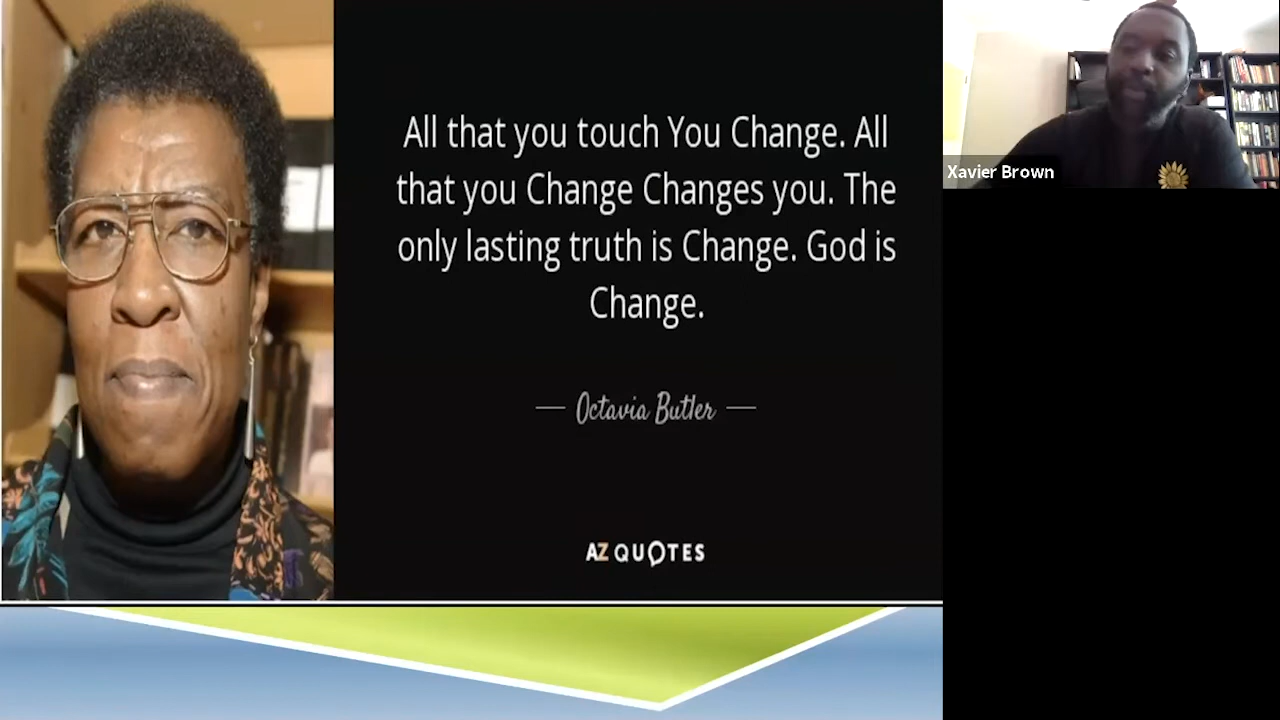 All that you touch You Change. All
that you Change Changes you. The
only lasting truth is Change. God is
Change.
— Octavia Butler —
AZ QUOTES
Xavier Brown